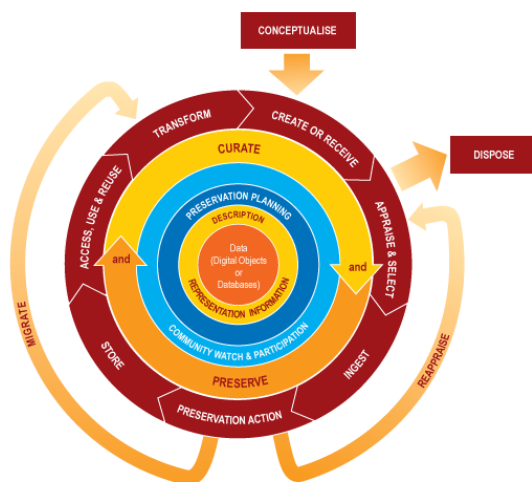 CONCEPTUALISE
CREATE OR RECEIVE
DISPOSE
APPRAISE & SELECT
INGEST
PRESERVATION ACTION
STORE
ACCESS, USE & REUSE
TRANSFORM
CURATE
and
PRESERVE
and
COMMUNITY WATCH & PARTICIPATION
PRESERVATION PLANNING
DESCRIPTION
REPRESENTATION INFORMATION
Data
(Digital Objects
or
Databases)
MIGRATE
REAPPRAISE